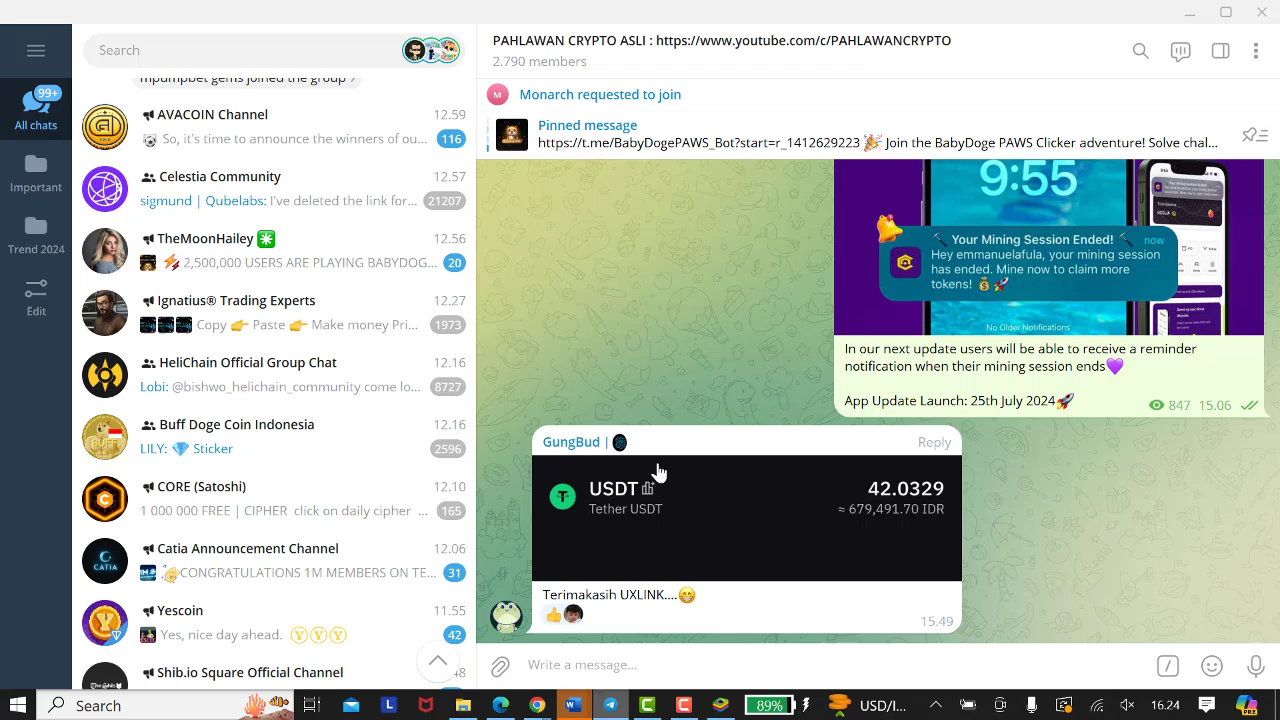 Search
PAHLAWAN CRYPTO ASLI : https://www.youtube.com/c/PAHLAWANCRYPTO
2.790 members
99+
All chats
Important
Trend 2024
Edit
mpumpbet gems joined the group
AVACOIN Channel 12.59
So, it's time to announce the winners of ou... 116
Celestia Community 12.57
sigmund | Qubelabs: I've deleted the link for... 21207
TheMoonHailey 12.56
2,500,000 USERS ARE PLAYING BABYDOG... 20
Ignatius® Trading Experts 12.27
Copy 👉 Paste 👉 Make money Pri... 1973
HeliChain Official Group Chat 12.16
Lobi: @bishwo_helichain_community come lo... 8727
Buff Doge Coin Indonesia 12.16
LILY: 💎 Sticker 2596
CORE (Satoshi) 12.10
1 000 000 FREE | CIPHER click on daily cipher ... 165
Catia Announcement Channel 12.06
CONGRATULATIONS 1M MEMBERS ON TE... 31
Yescoin 11.55
Yes, nice day ahead. 42
Shib.io Square Official Channel
M Monarch requested to join
Pinned message
https://t.me/BabyDogePAWS_Bot?start=r_1412629223 🎉 Join the BabyDoge PAWS Clicker adventure! Solve chal...
9:55
Your Mining Session Ended! now
Hey emmanuelafula, your mining session
has ended. Mine now to claim more
tokens! 💰🚀
No Older Notifications
In our next update users will be able to receive a reminder
notification when their mining session ends💜
App Update Launch: 25th July 2024🚀 847 15.06
GungBud | Reply
USDT 42.0329
Tether USDT ≈ 679,491.70 IDR
Terimakasih UXLINK....😁
15.49
Write a message...
Search 89% USD/I... 16.24